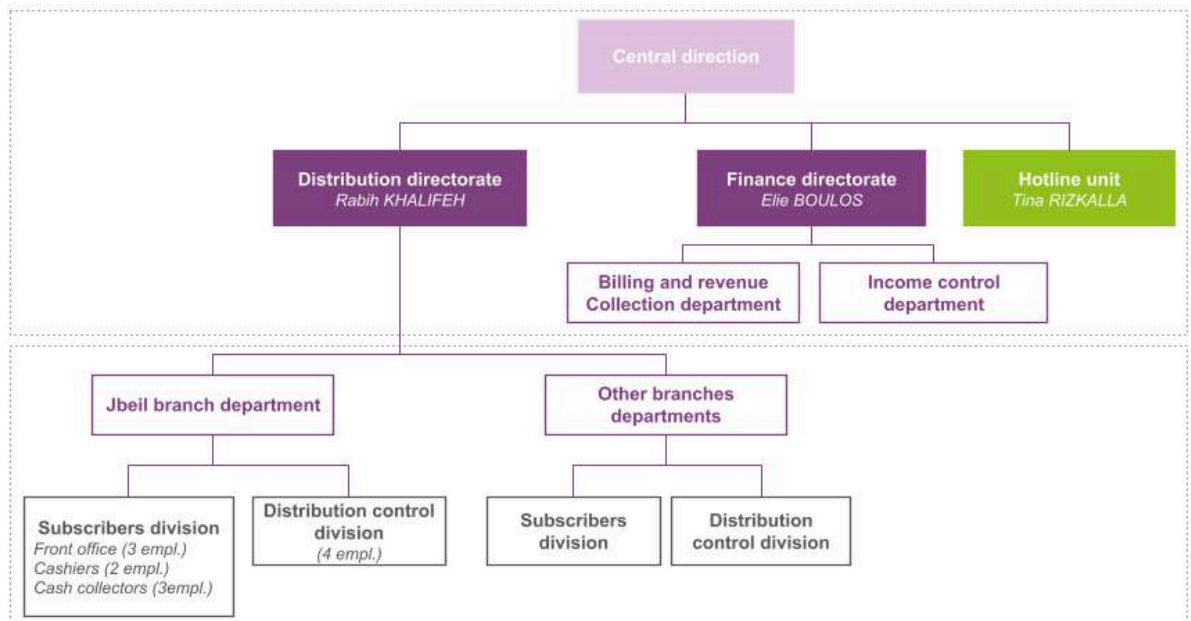 Central direction
Distribution directorate
Rabih KHALIFEH
Finance directorate
Elie BOULOS
Hotline unit
Tina RIZKALLA
Billing and revenue
Collection department
Income control
department
Jbeil branch department
Other branches
departments
Subscribers division
Front office (3 empl.)
Cashiers (2 empl.)
Cash collectors (3empl.)
Distribution control
division
(4 empl.)
Subscribers
division
Distribution
control division